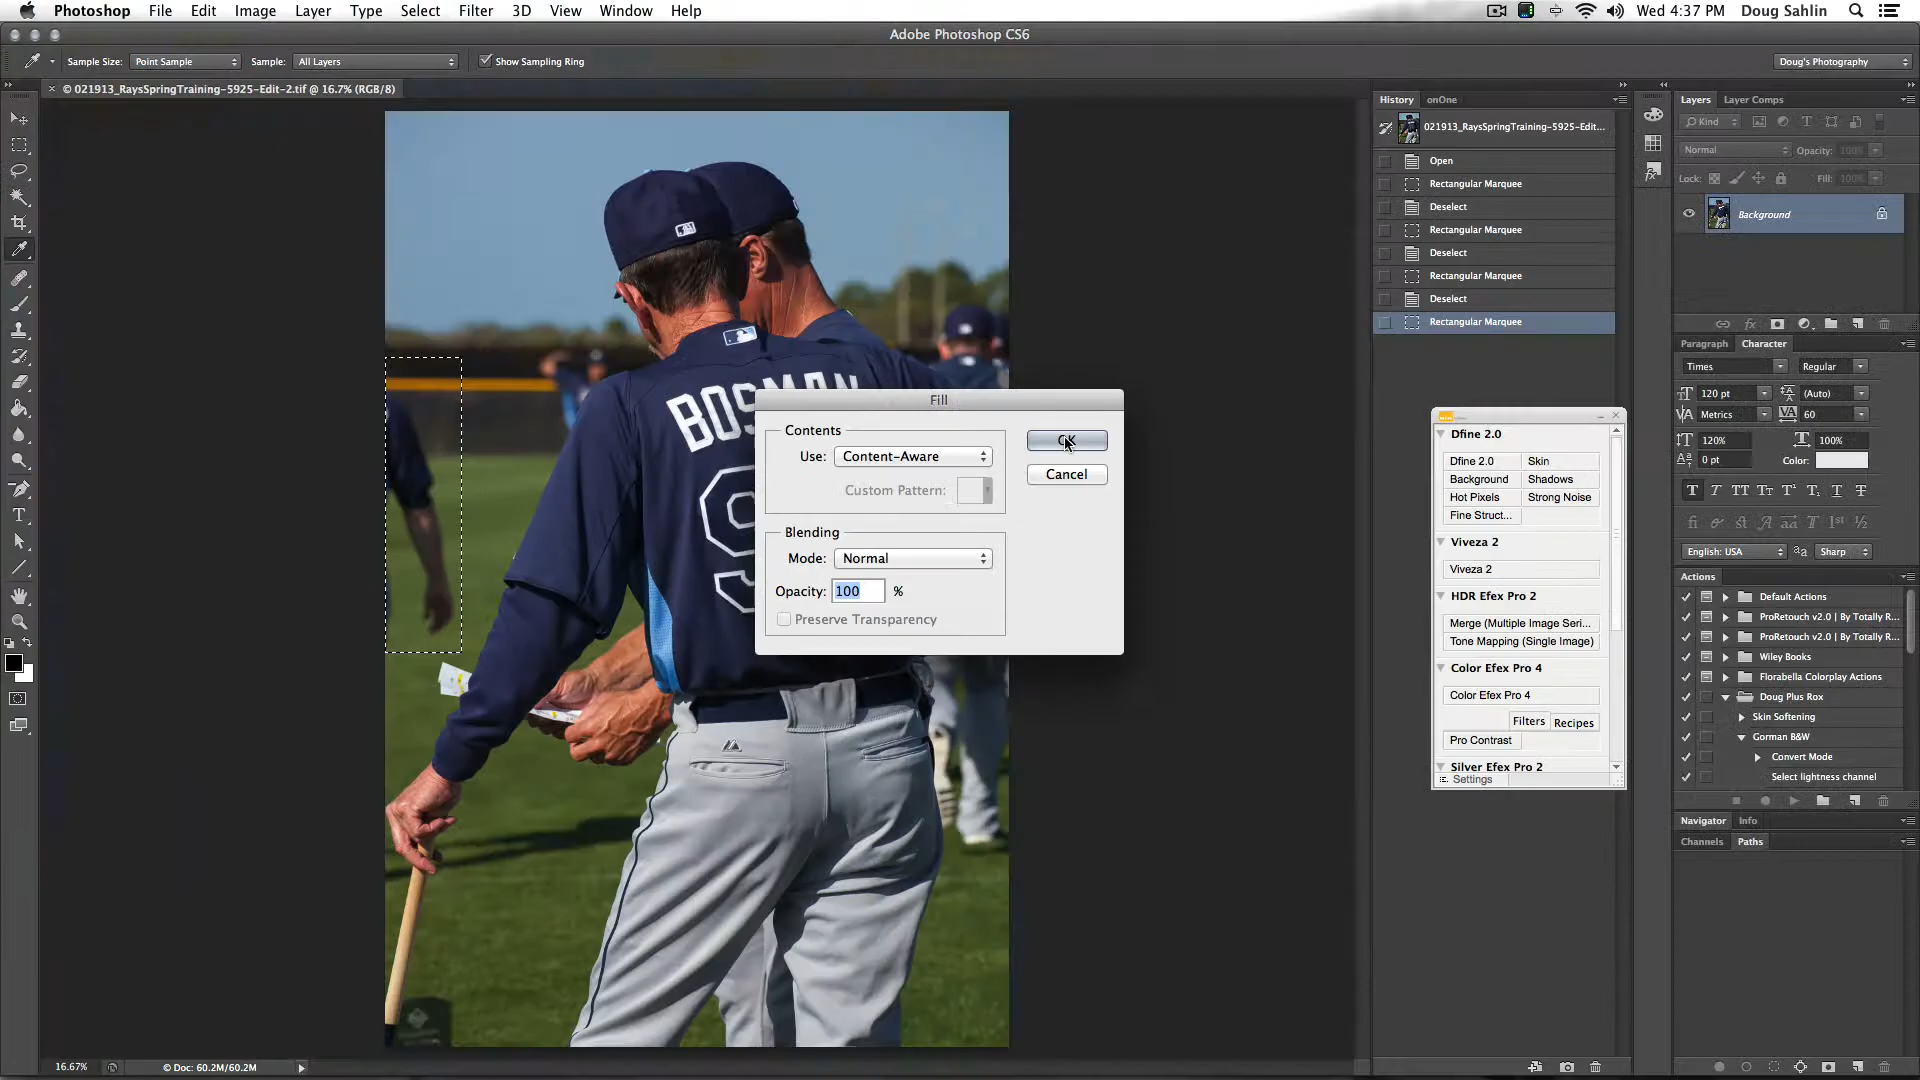 Photoshop File Edit Image Layer Type Select Filter 3D View Window Help Wed 4:37 PM Doug Sahlin
Adobe Photoshop CS6
Sample Size: Point Sample Sample: All Layers Show Sampling Ring Doug's Photography
× © 021913_RaysSpringTraining-5925-Edit-2.tif @ 16.7% (RGB/8)
History onOne
021913_RaysSpringTraining-5925-Edit...
Open
Rectangular Marquee
Deselect
Rectangular Marquee
Deselect
Rectangular Marquee
Deselect
Rectangular Marquee
Layers Layer Comps
Kind
Normal Opacity: 100%
Lock: Fill: 100%
Background
Paragraph Character
Times Regular
120 pt (Auto)
Metrics 60
120% 100%
0 pt Color:
English: USA Sharp
Actions
Default Actions
ProRetouch v2.0 | By Totally R...
ProRetouch v2.0 | By Totally R...
Wiley Books
Florabella Colorplay Actions
Doug Plus Rox
Skin Softening
Gorman B&W
Convert Mode
Select lightness channel
Navigator Info
Channels Paths
Dfine 2.0
Dfine 2.0 Skin
Background Shadows
Hot Pixels Strong Noise
Fine Struct...
Viveza 2
Viveza 2
HDR Efex Pro 2
Merge (Multiple Image Seri...
Tone Mapping (Single Image)
Color Efex Pro 4
Color Efex Pro 4
Filters Recipes
Pro Contrast
Silver Efex Pro 2
Settings
BOSMAN
Fill
Contents
Use: Content-Aware
Custom Pattern:
Blending
Mode: Normal
Opacity: 100 %
Preserve Transparency
OK
Cancel
16.67% © Doc: 60.2M/60.2M